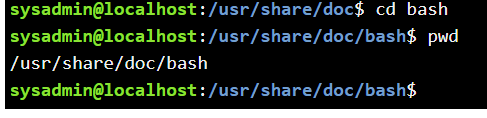 sysadmin@localhost:/usr/share/doc$ cd bash
sysadmin@localhost:/usr/share/doc/bash$ pwd
/usr/share/doc/bash
sysadmin@localhost:/usr/share/doc/bash$